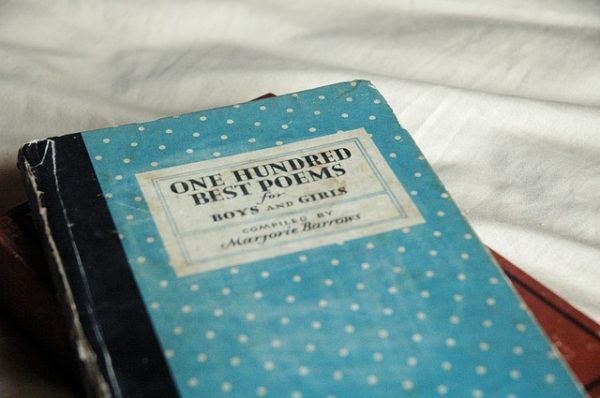 ONE HUNDRED
BEST POEMS
for
BOYS AND GIRLS
COMPILED BY
Marjorie Barrows